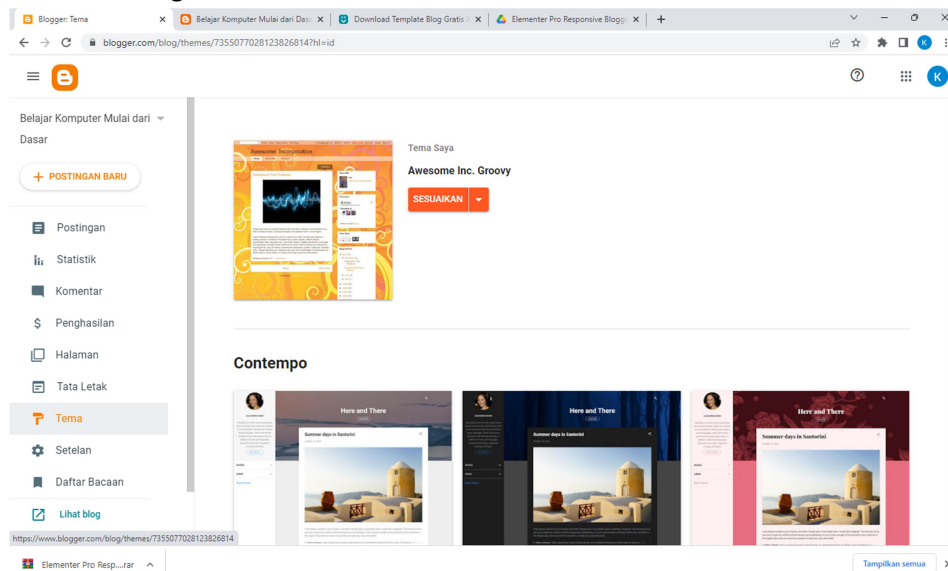 Blogger: Tema
Belajar Komputer Mulai dari Das
Download Template Blog Gratis
Elementer Pro Responsive Blogg
blogger.com/blog/themes/7355077028123826814?hl=id
K
K
Belajar Komputer Mulai dari
Dasar
+ POSTINGAN BARU
Postingan
Statistik
Komentar
Penghasilan
Halaman
Tata Letak
Tema
Setelan
Daftar Bacaan
Lihat blog
Tema Saya
Awesome Inc. Groovy
SESUAIKAN
Awesome Incorporation
Contempo
Here and There
Summer days in Santorini
Here and There
Summer days in Santorini
Here and There
Summer days in Santorini
https://www.blogger.com/blog/themes/7355077028123826814
Elementer Pro Resp....rar
Tampilkan semua